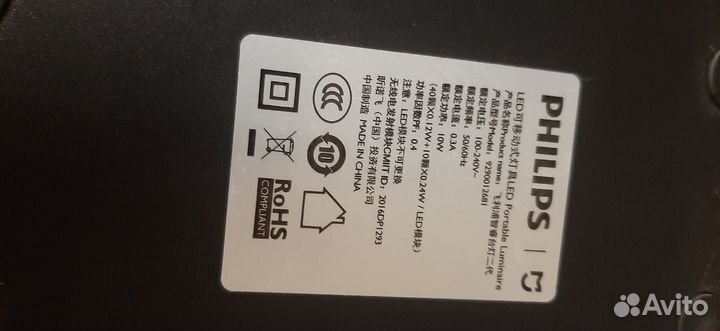 PHILIPS | MI
LED可移动式灯具LED Portable Luminaire
产品名称Product name: 飞利浦智睿台灯二代
产品型号Model: 9290012681
额定电压: 100-240V~
额定频率: 50/60Hz
额定电流: 0.3A
额定功率: 10W
(40颗X0.12W+10颗X0.24W / LED模块)
功率因数PF: 0.4
注意: LED模块不可更换
无线电发射模块CMIIT ID: 2016DP1293
昕诺飞（中国）投资有限公司
中国制造 MADE IN CHINA
CCC
10
RoHS
COMPLIANT
Avito